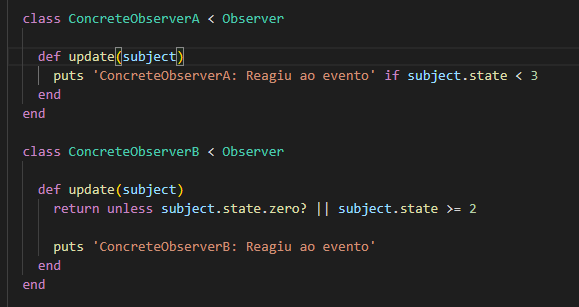 class ConcreteObserverA < Observer
def update(subject)
puts 'ConcreteObserverA: Reagiu ao evento' if subject.state < 3
end
end
class ConcreteObserverB < Observer
def update(subject)
return unless subject.state.zero? || subject.state >= 2
puts 'ConcreteObserverB: Reagiu ao evento'
end
end